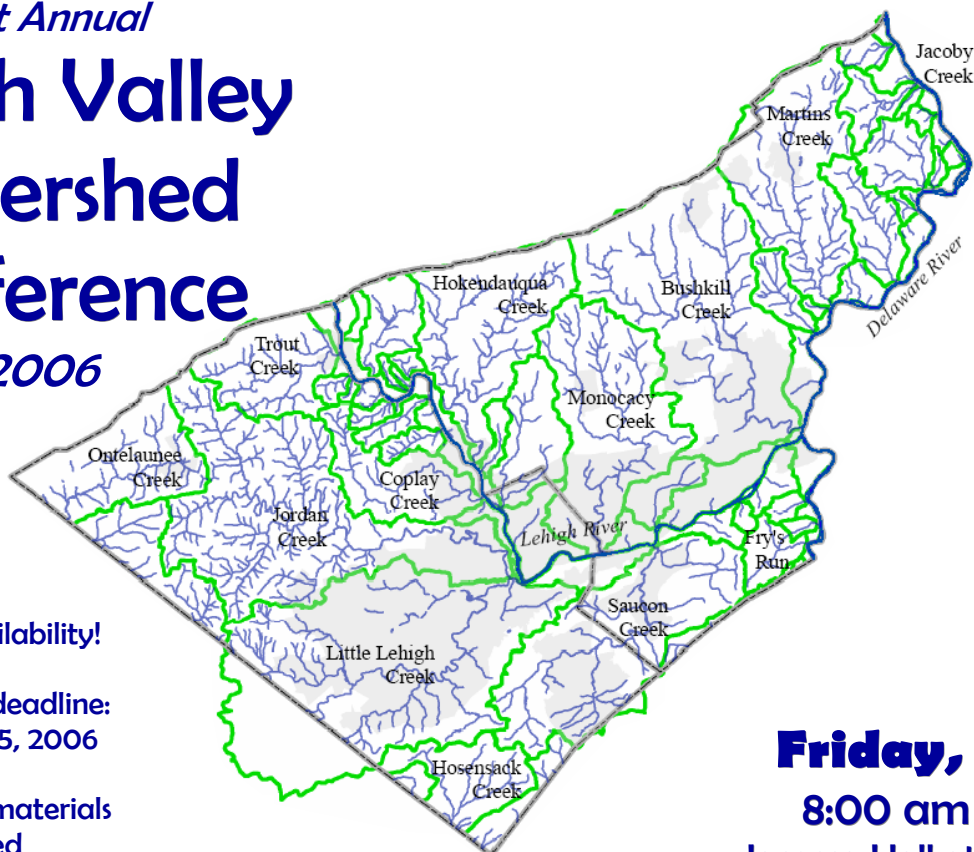 t Annual
h Valley
ershed
ference
2006
ilability!
deadline:
5, 2006
materials
ed
Jacoby
Creek
Martins
Creek
Delaware River
Hokendauqua
Creek
Bushkill
Creek
Trout
Creek
Monocacy
Creek
Ontelaunee
Creek
Coplay
Creek
Jordan
Creek
Lehigh River
Fry's
Run
Saucon
Creek
Little Lehigh
Creek
Hosensack
Creek
Friday,
8:00 am